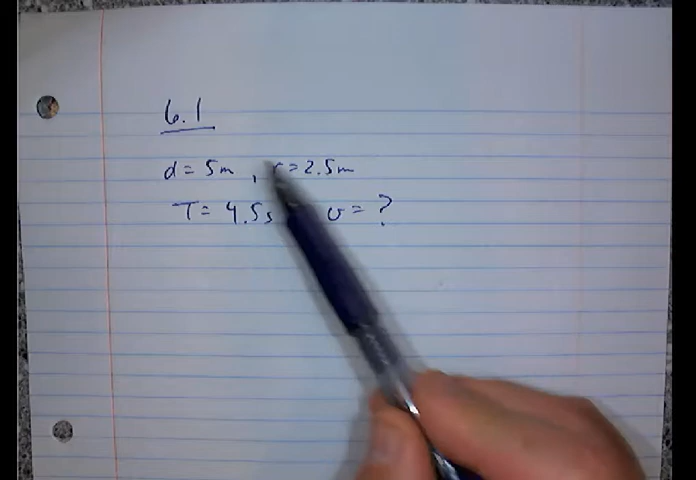 6.1
d = 5m , r = 2.5m
T = 4.5s v = ?